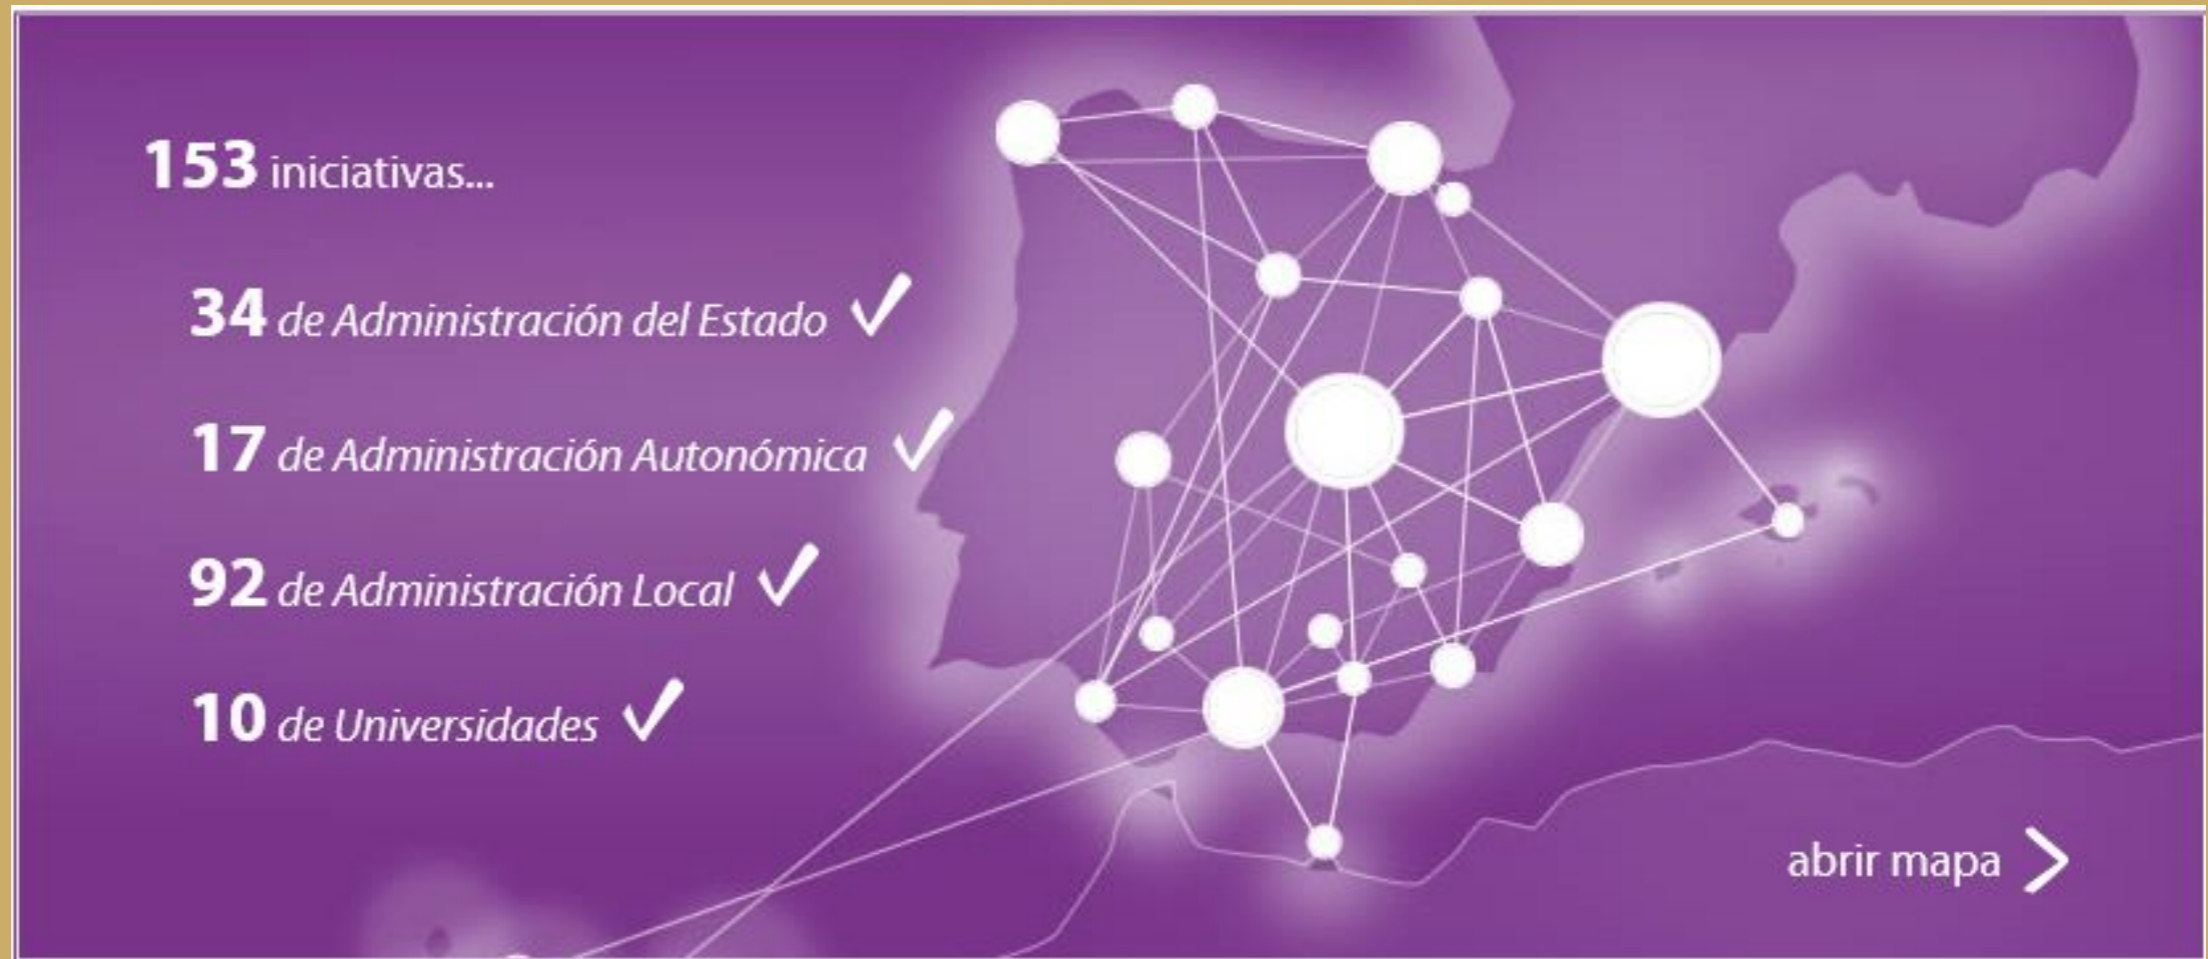 153 iniciativas...
34 de Administración del Estado
17 de Administración Autonómica
92 de Administración Local
10 de Universidades
abrir mapa